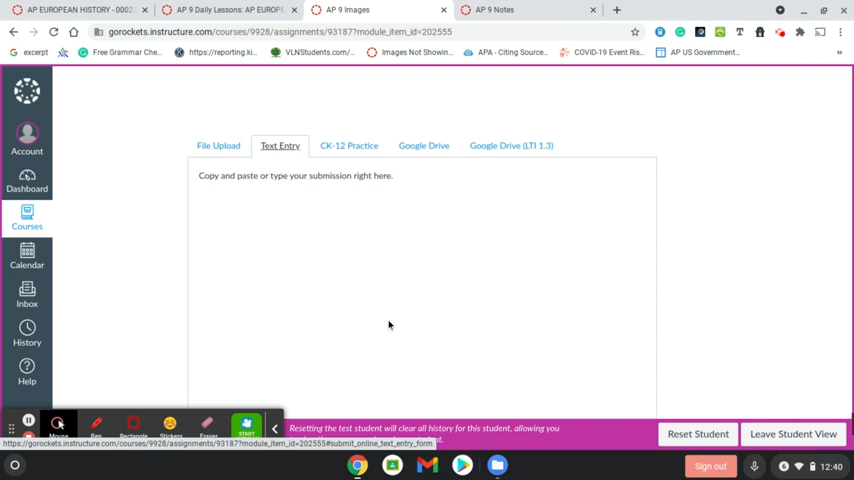 AP EUROPEAN HISTORY - 0002
AP 9 Daily Lessons: AP EUROPE
AP 9 Images
AP 9 Notes
gorockets.instructure.com/courses/9928/assignments/93187?module_item_id=202555
excerpt
Free Grammar Che...
https://reporting.ki...
VLNStudents.com/...
Images Not Showin...
APA - Citing Source...
COVID-19 Event Ris...
AP US Government...
Account
Dashboard
Courses
Calendar
Inbox
History
Help
File Upload
Text Entry
CK-12 Practice
Google Drive
Google Drive (LTI 1.3)
Copy and paste or type your submission right here.
Mouse
Pen
Rectangle
Stickers
Eraser
START
Resetting the test student will clear all history for this student, allowing you
Reset Student
Leave Student View
https://gorockets.instructure.com/courses/9928/assignments/93187?module_item_id=202555#submit_online_text_entry_form
Sign out
12:40